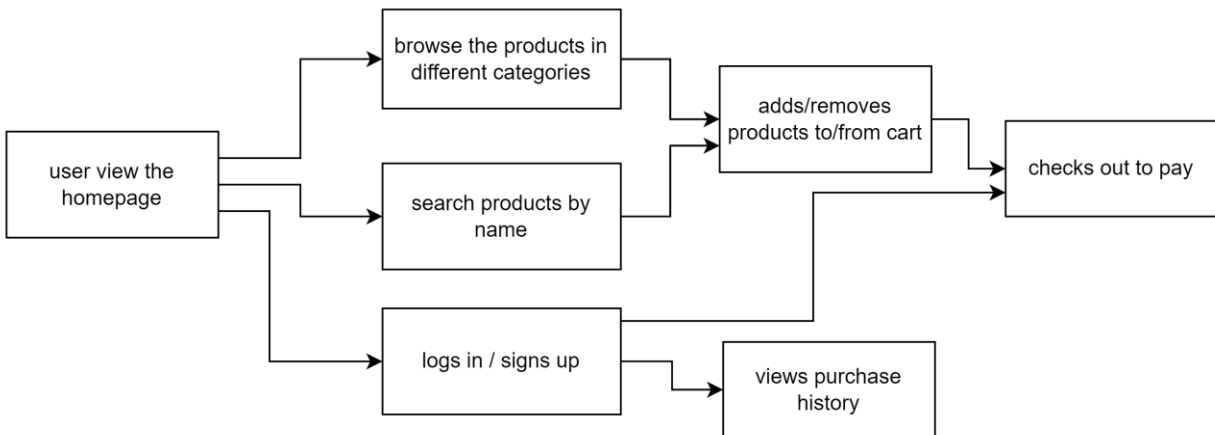 user view the
homepage
browse the products in
different categories
search products by
name
logs in / signs up
adds/removes
products to/from cart
views purchase
history
checks out to pay